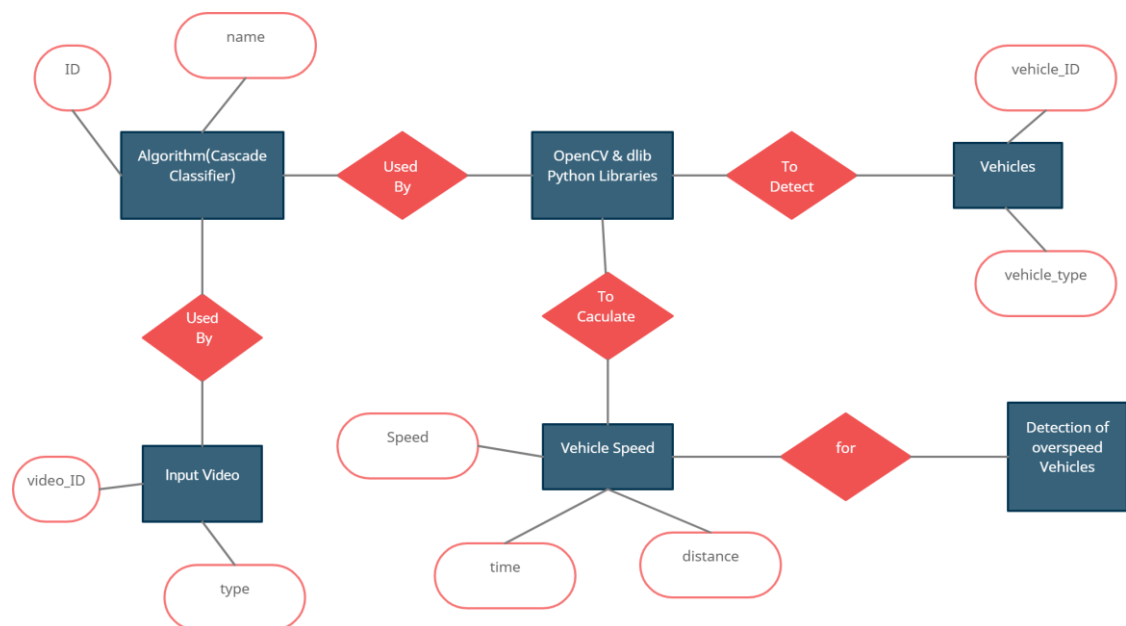 name
ID
vehicle_ID
Algorithm(Cascade
Classifier)
Used
By
OpenCV & dlib
Python Libraries
To
Detect
Vehicles
vehicle_type
To
Caculate
Used
By
Speed
Vehicle Speed
for
Detection of
overspeed
Vehicles
Input Video
video_ID
time
distance
type